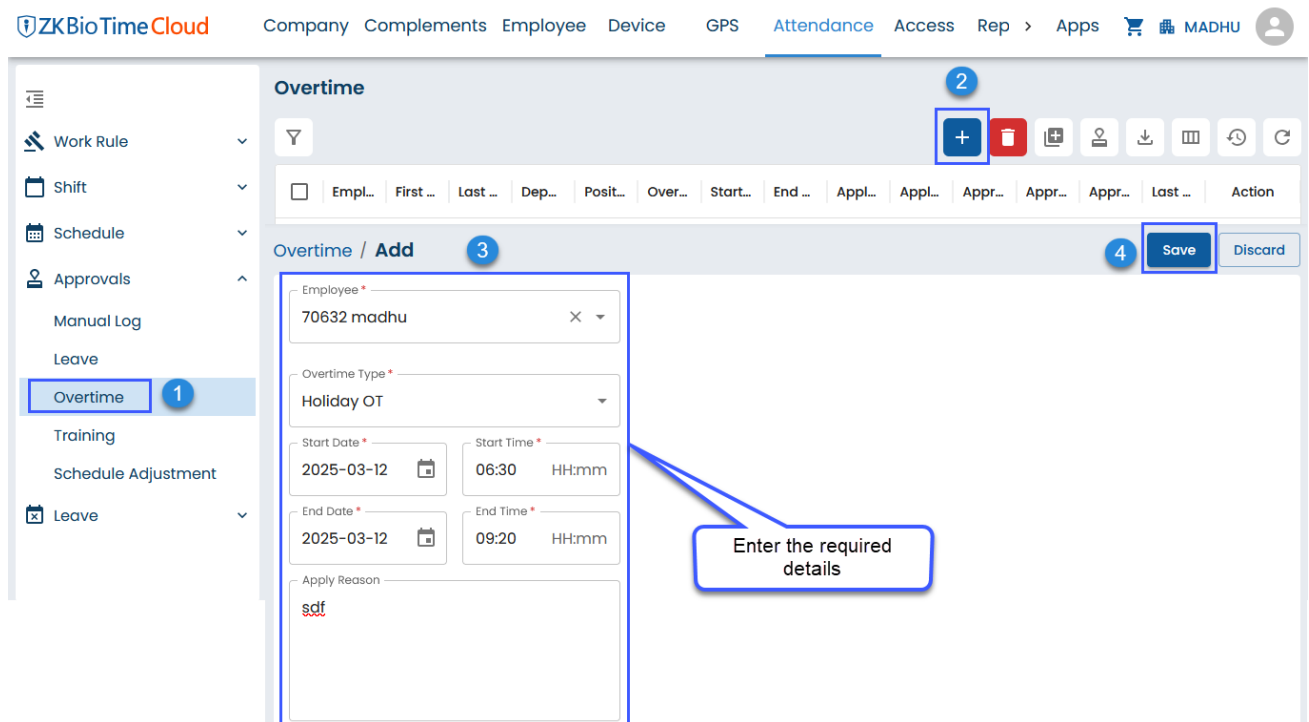 ZKBioTime Cloud Company Complements Employee Device GPS Attendance Access Rep > Apps MADHU
Overtime
2
Work Rule
Empl... First ... Last ... Dep... Posit... Over... Start... End ... Appl... Appl... Appr... Appr... Appr... Last ... Action
Shift
Schedule
Overtime / Add 3 4 Save Discard
Approvals
Employee *
70632 madhu
Manual Log
Leave
Overtime 1
Training
Schedule Adjustment
Leave
Overtime Type *
Holiday OT
Start Date * Start Time *
2025-03-12 06:30 HH:mm
End Date * End Time *
2025-03-12 09:20 HH:mm
Apply Reason
sdf
Enter the required
details